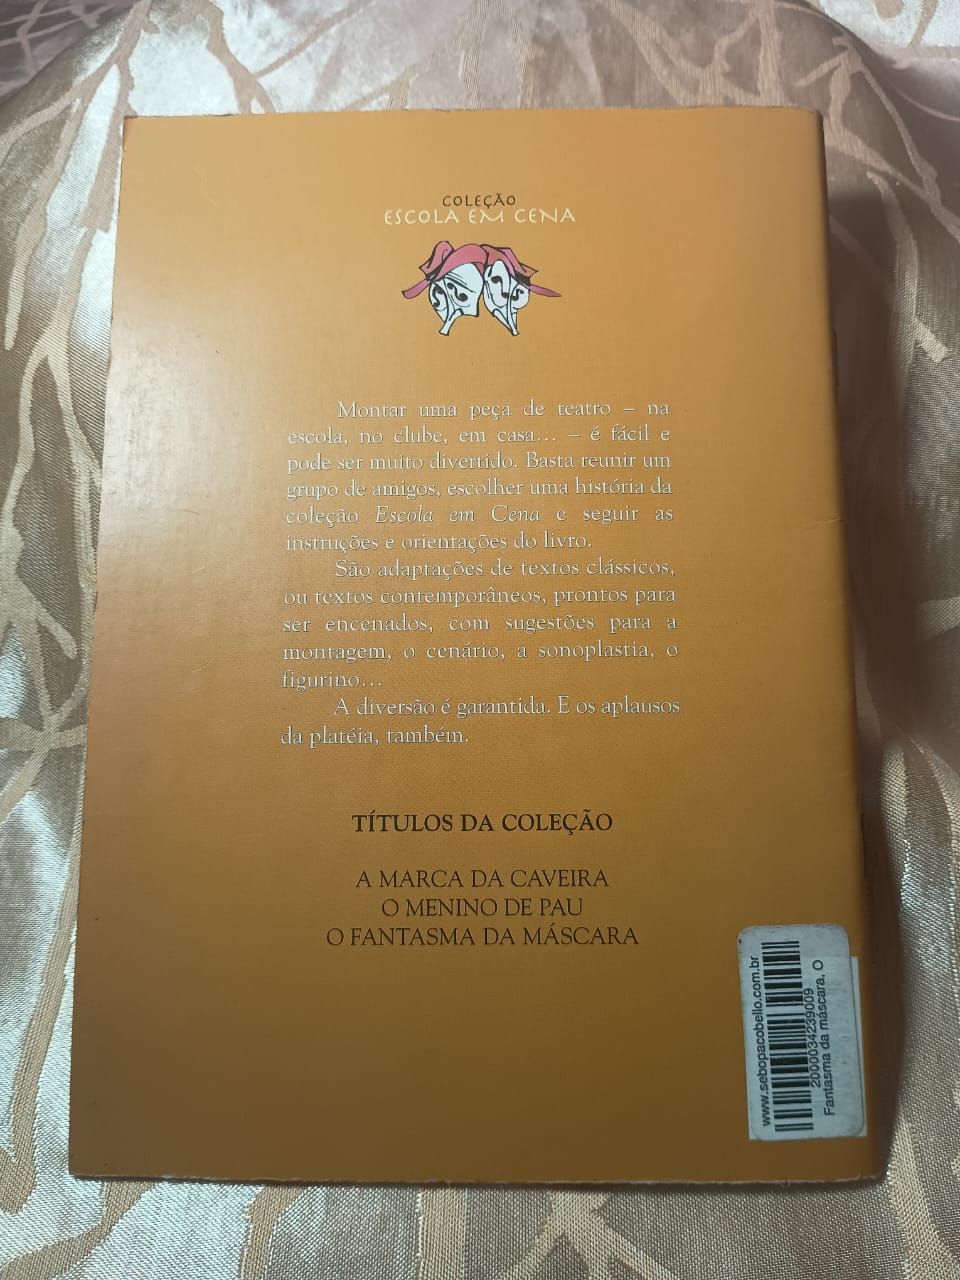 COLEÇÃO
ESCOLA EM CENA
Montar uma peça de teatro – na
escola, no clube, em casa... – é fácil e
pode ser muito divertido. Basta reunir um
grupo de amigos, escolher uma história da
coleção Escola em Cena e seguir as
instruções e orientações do livro.
São adaptações de textos clássicos,
ou textos contemporâneos, prontos para
ser encenados, com sugestões para a
montagem, o cenário, a sonoplastia, o
figurino...
A diversão é garantida. E os aplausos
da platéia, também.
TÍTULOS DA COLEÇÃO
A MARCA DA CAVEIRA
O MENINO DE PAU
O FANTASMA DA MÁSCARA
www.sebopacobello.com.br
2000034239009
Fantasma da máscara, O